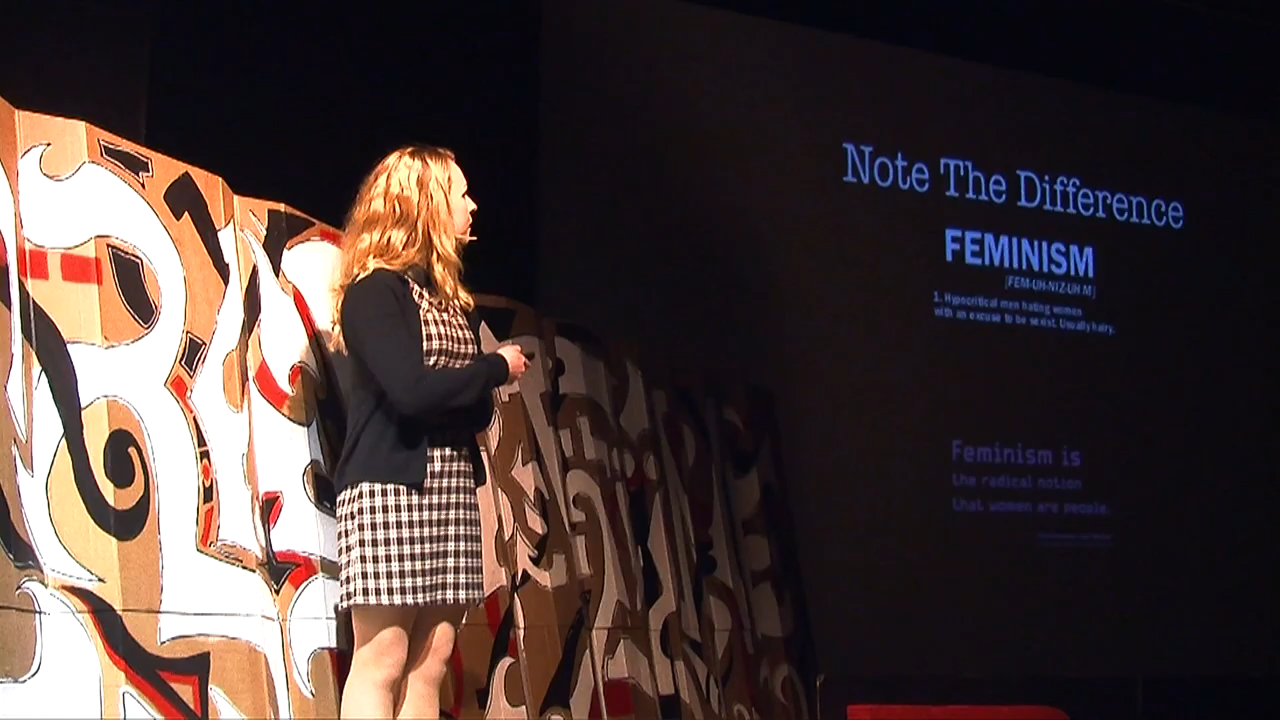 Note The Difference
FEMINISM
[FEM-UH-NIZ-UH M]
1. Hypocritical men hating women
with an excuse to be sexist. Usually hairy.
Feminism is
the radical notion
that women are people.